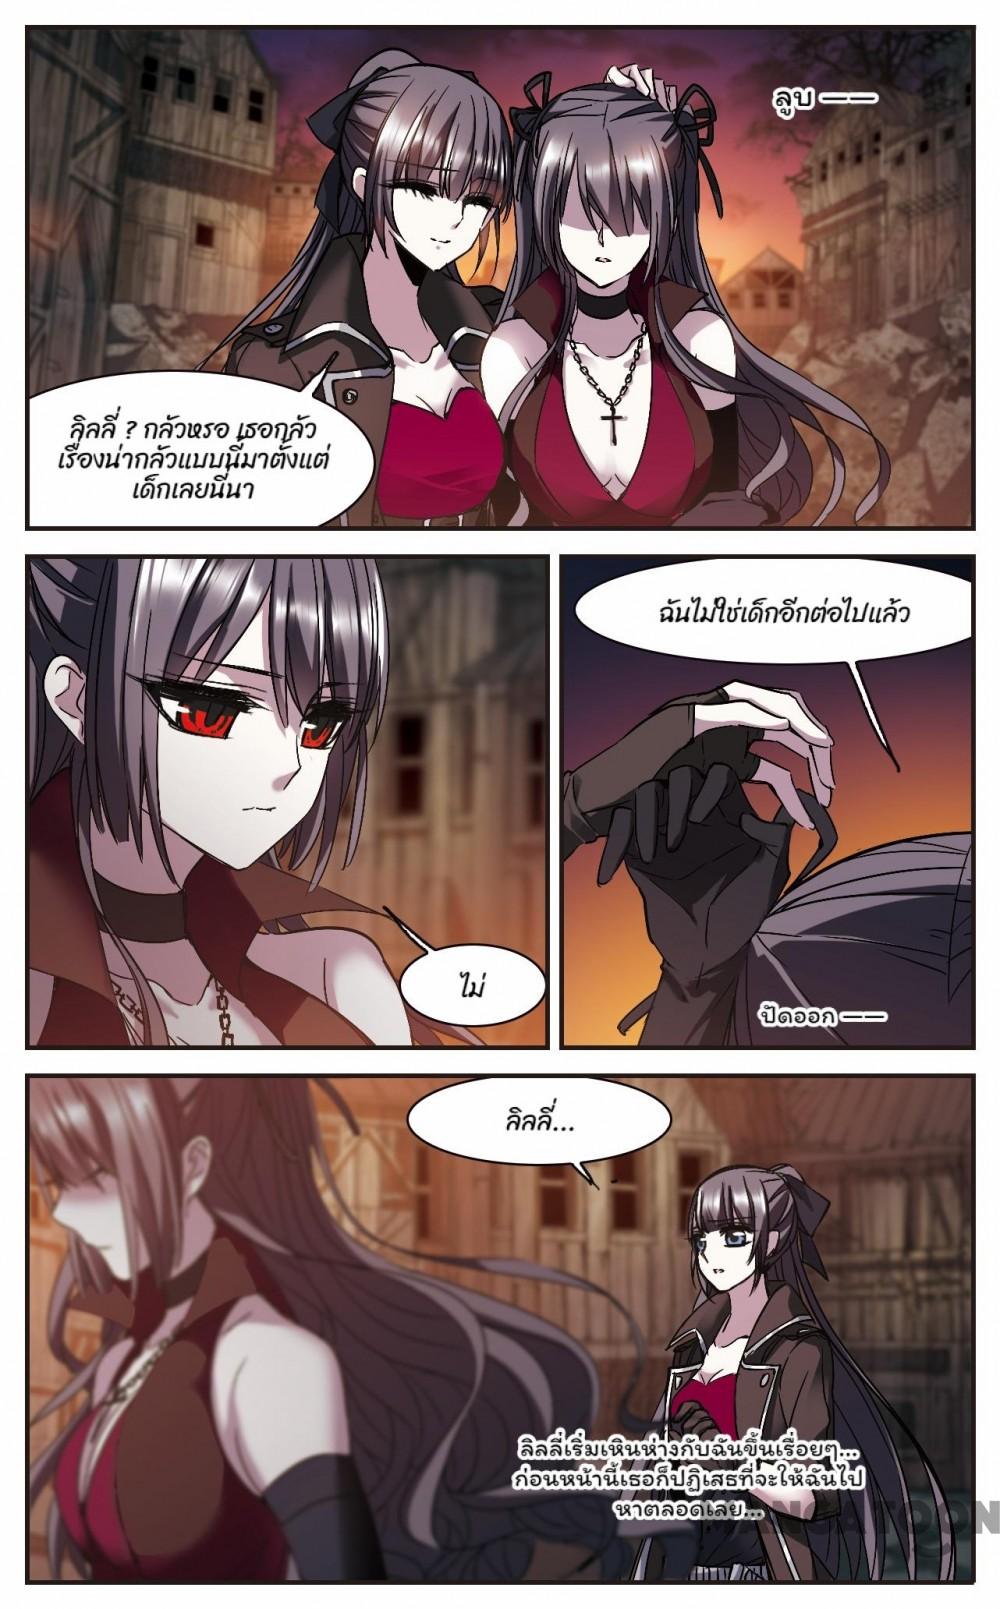 ลูบ ——
ลิลลี่ ? กลัวหรอ เธอกลัว
เรื่องน่ากลัวแบบนี้มาตั้งแต่
เด็กเลยนี่นา
ไม่
ฉันไม่ใช่เด็กอีกต่อไปแล้ว
ปัดออก ——
ลิลลี่...
ลิลลี่เริ่มเหินห่างกับฉันขึ้นเรื่อยๆ...
ก่อนหน้านี้เธอก็ปฏิเสธที่จะให้ฉันไป
หาตลอดเลย...
MANGATOON